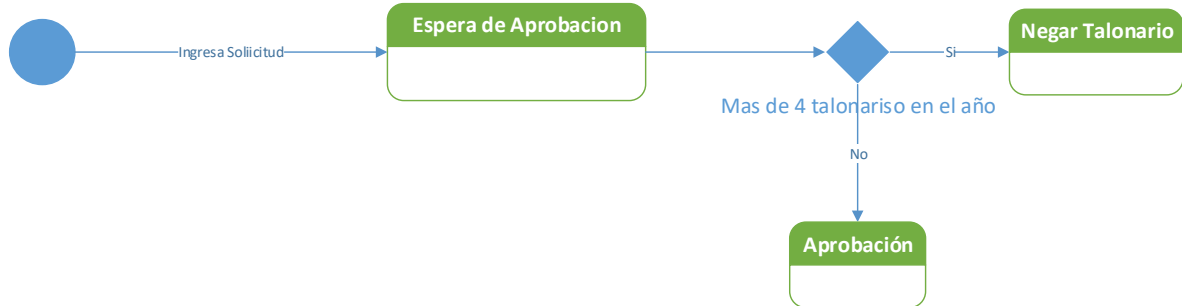 Espera de Aprobacion
Negar Talonario
Ingresa Soliicitud
Si
Mas de 4 talonariso en el año
No
Aprobación